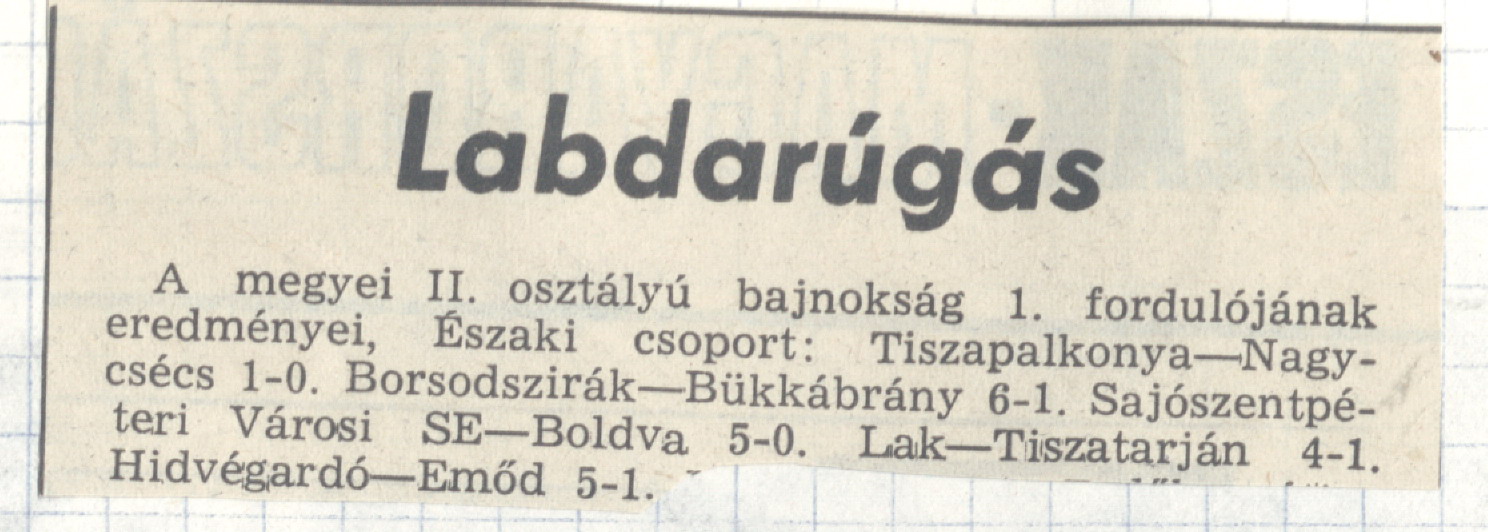 Labdarúgás
A megyei II. osztályú bajnokság 1. fordulójának
eredményei, Északi csoport: Tiszapalkonya—Nagy-
csécs 1-0. Borsodszirák—Bükkábrány 6-1. Sajószentpé-
teri Városi SE—Boldva 5-0. Lak—Tiszatarján 4-1.
Hidvégardó—Emőd 5-1.